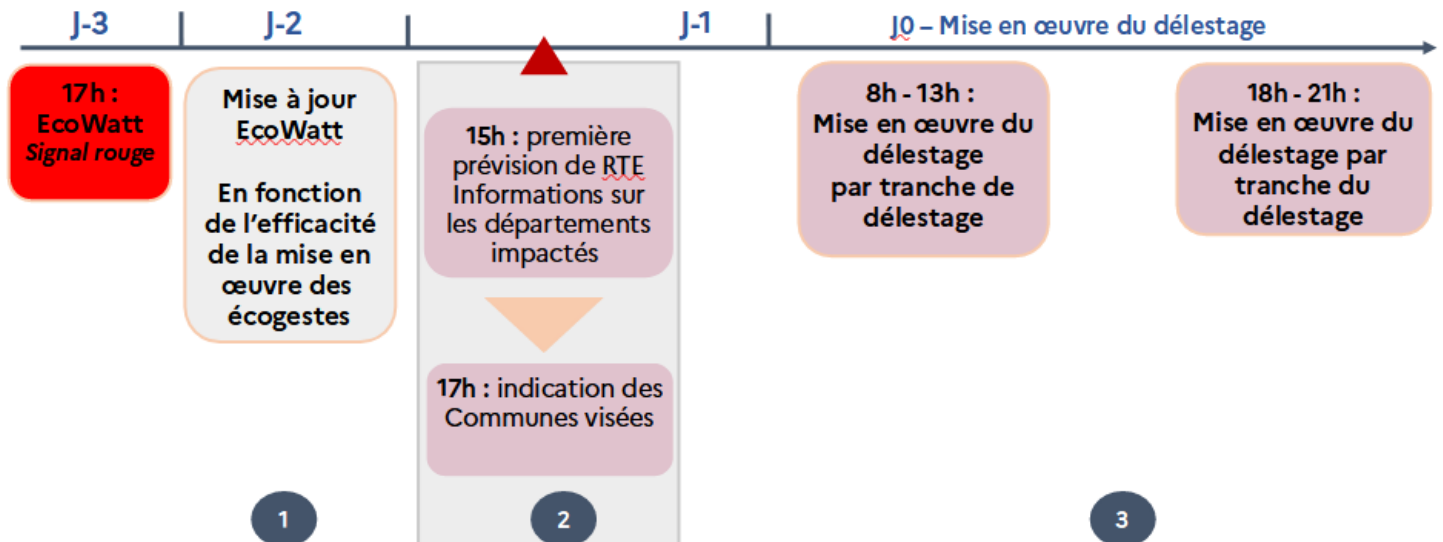 J-3
J-2
J-1
J0 – Mise en œuvre du délestage
17h :
EcoWatt
Signal rouge
Mise à jour
EcoWatt
En fonction
de l'efficacité
de la mise en
œuvre des
écogestes
15h : première
prévision de RTE
Informations sur
les départements
impactés
17h : indication des
Communes visées
8h - 13h :
Mise en œuvre du
délestage
par tranche de
délestage
18h - 21h :
Mise en œuvre du
délestage par
tranche du
délestage
1
2
3